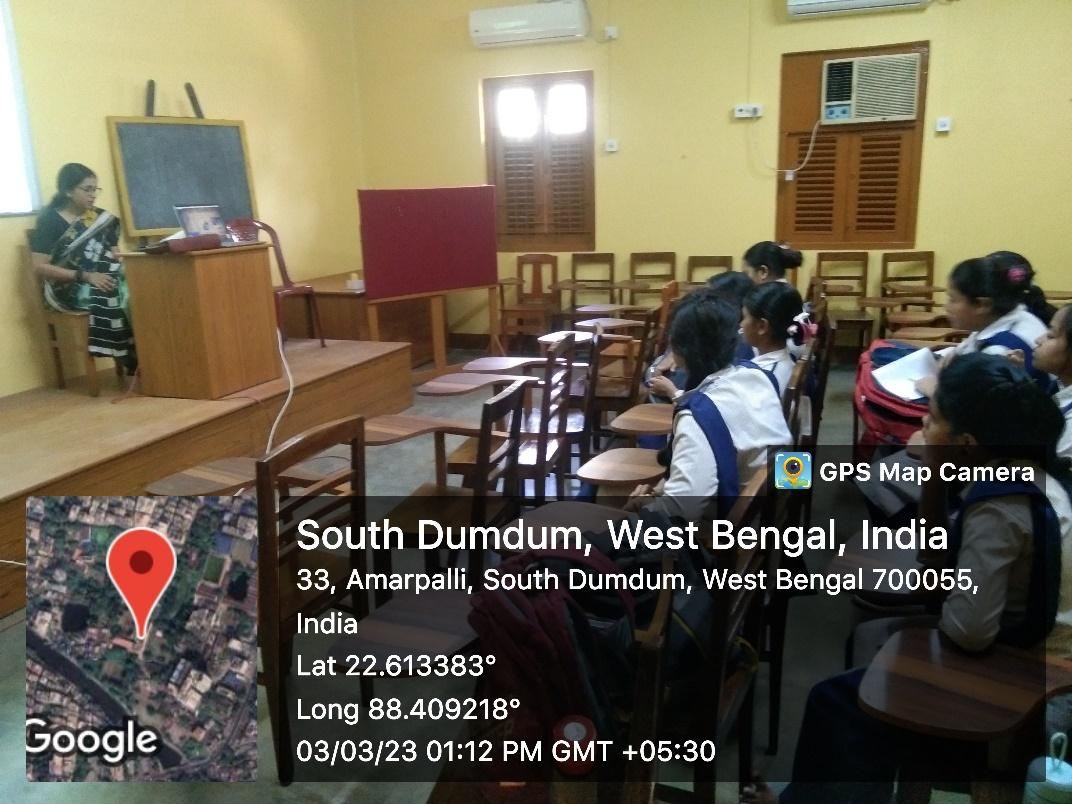 GPS Map Camera
South Dumdum, West Bengal, India
33, Amarpalli, South Dumdum, West Bengal 700055,
India
Lat 22.613383°
Long 88.409218°
03/03/23 01:12 PM GMT +05:30
Google